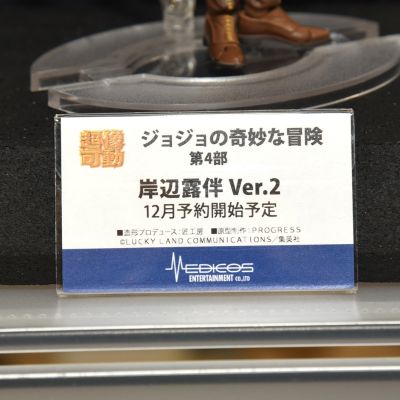 超像可動
ジョジョの奇妙な冒険
第4部
岸辺露伴 Ver.2
12月予約開始予定
■造形プロデュース:匠工房 ■原型制作:PROGRESS
©LUCKY LAND COMMUNICATIONS/集英社
MEDICOS
ENTERTAINMENT CO.,LTD